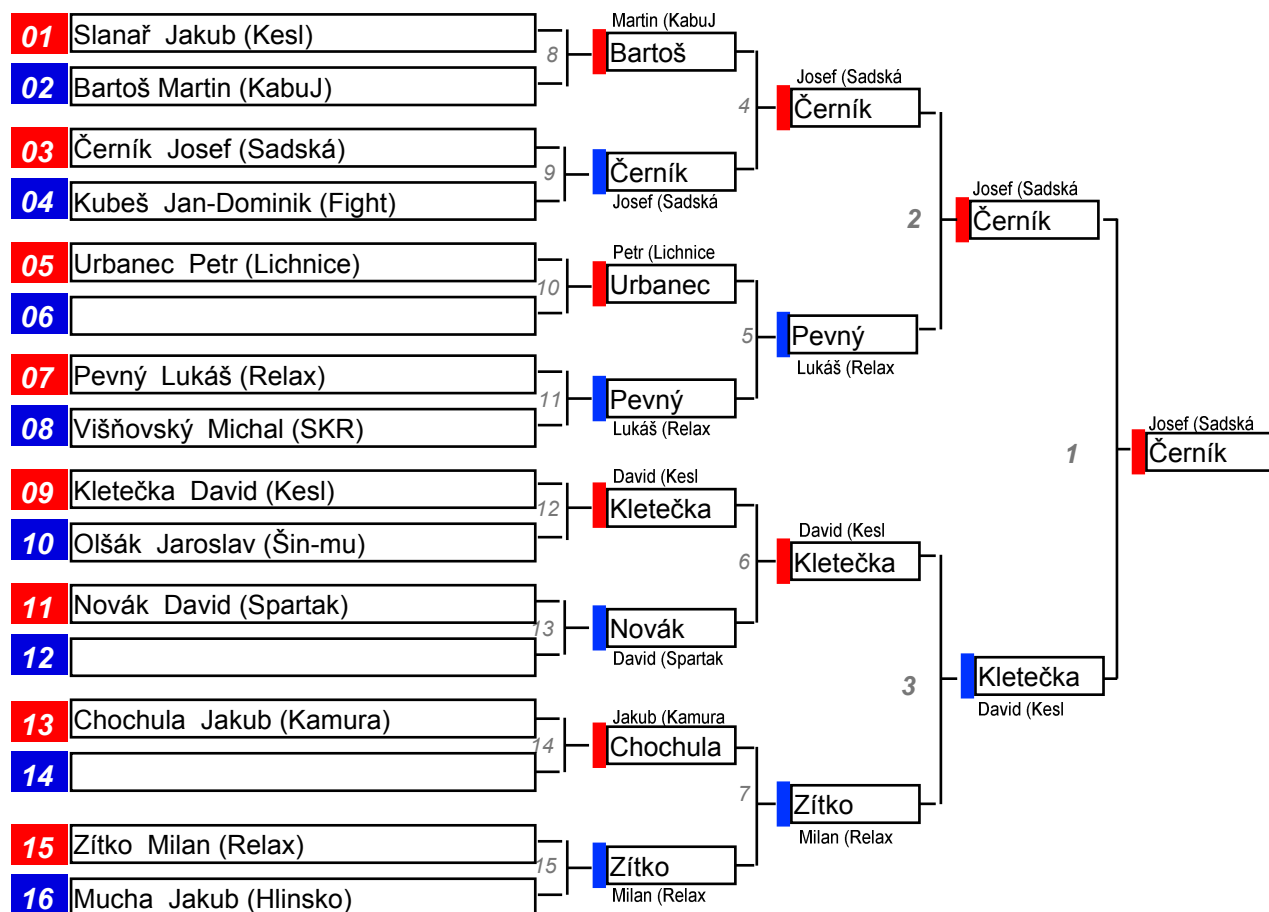 01 Slanař Jakub (Kesl)
02 Bartoš Martin (KabuJ)
03 Černík Josef (Sadská)
04 Kubeš Jan-Dominik (Fight)
05 Urbanec Petr (Lichnice)
06
07 Pevný Lukáš (Relax)
08 Višňovský Michal (SKR)
09 Kletečka David (Kesl)
10 Olšák Jaroslav (Šin-mu)
11 Novák David (Spartak)
12
13 Chochula Jakub (Kamura)
14
15 Zítko Milan (Relax)
16 Mucha Jakub (Hlinsko)
8
9
10
11
12
13
14
15
Martin (KabuJ
Bartoš
Černík
Josef (Sadská
Petr (Lichnice
Urbanec
Pevný
Lukáš (Relax
David (Kesl
Kletečka
Novák
David (Spartak
Jakub (Kamura
Chochula
Zítko
Milan (Relax
4
5
6
7
Josef (Sadská
Černík
Pevný
Lukáš (Relax
David (Kesl
Kletečka
Zítko
Milan (Relax
2
3
Josef (Sadská
Černík
Kletečka
David (Kesl
1
Josef (Sadská
Černík